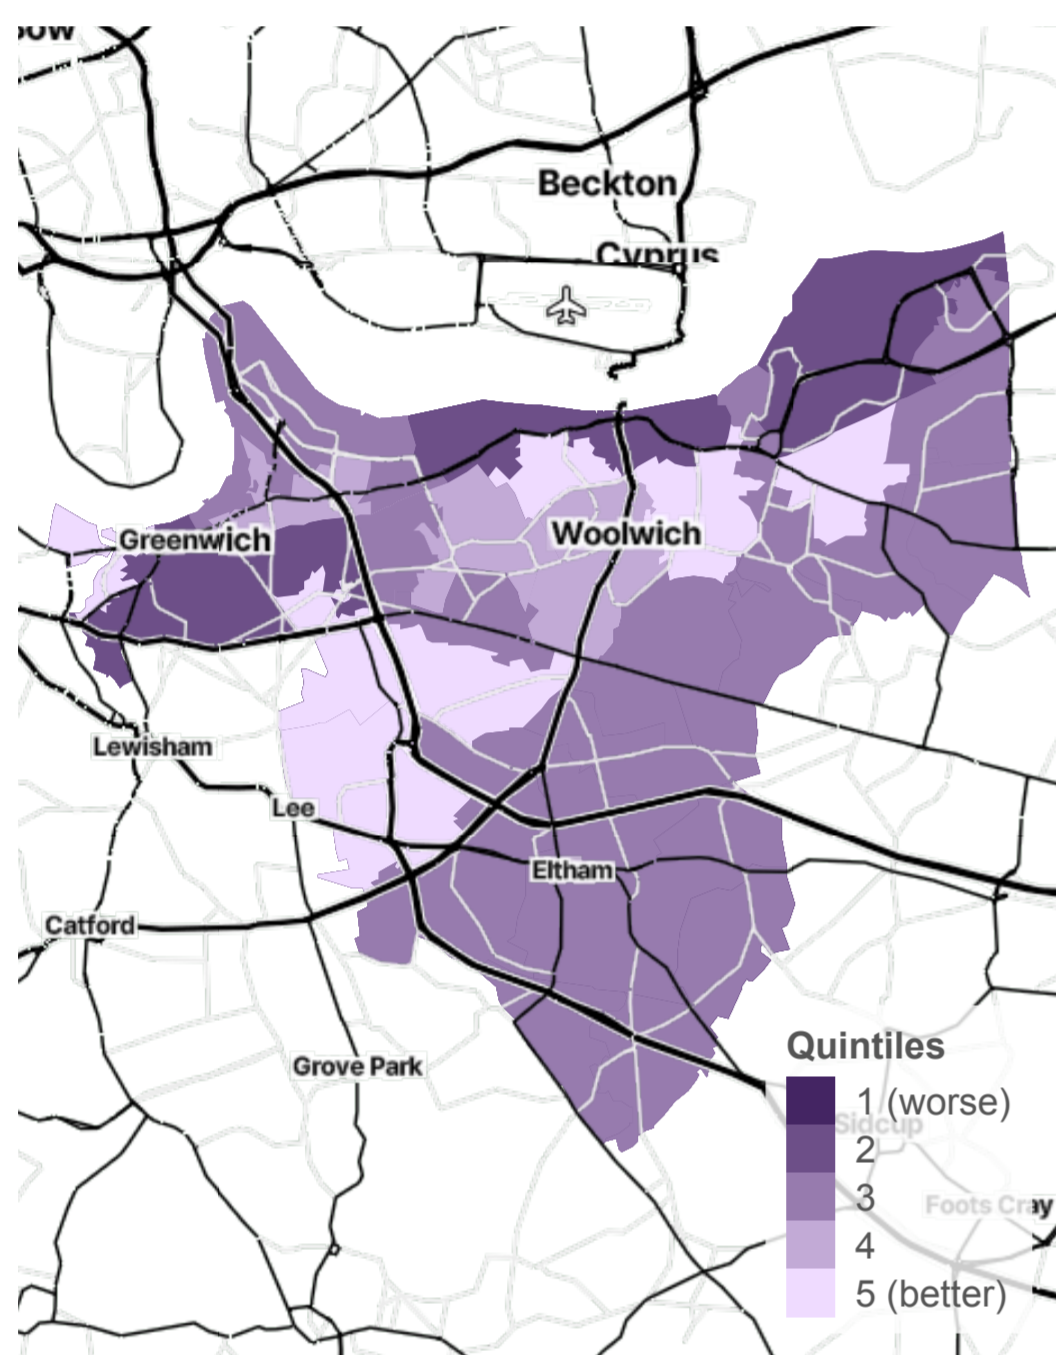 Beckton
Cyprus
Greenwich
Woolwich
Lewisham
Lee
Eltham
Catford
Grove Park
Quintiles
1 (worse)
Sidcup
2
3
Foots Cray
4
5 (better)